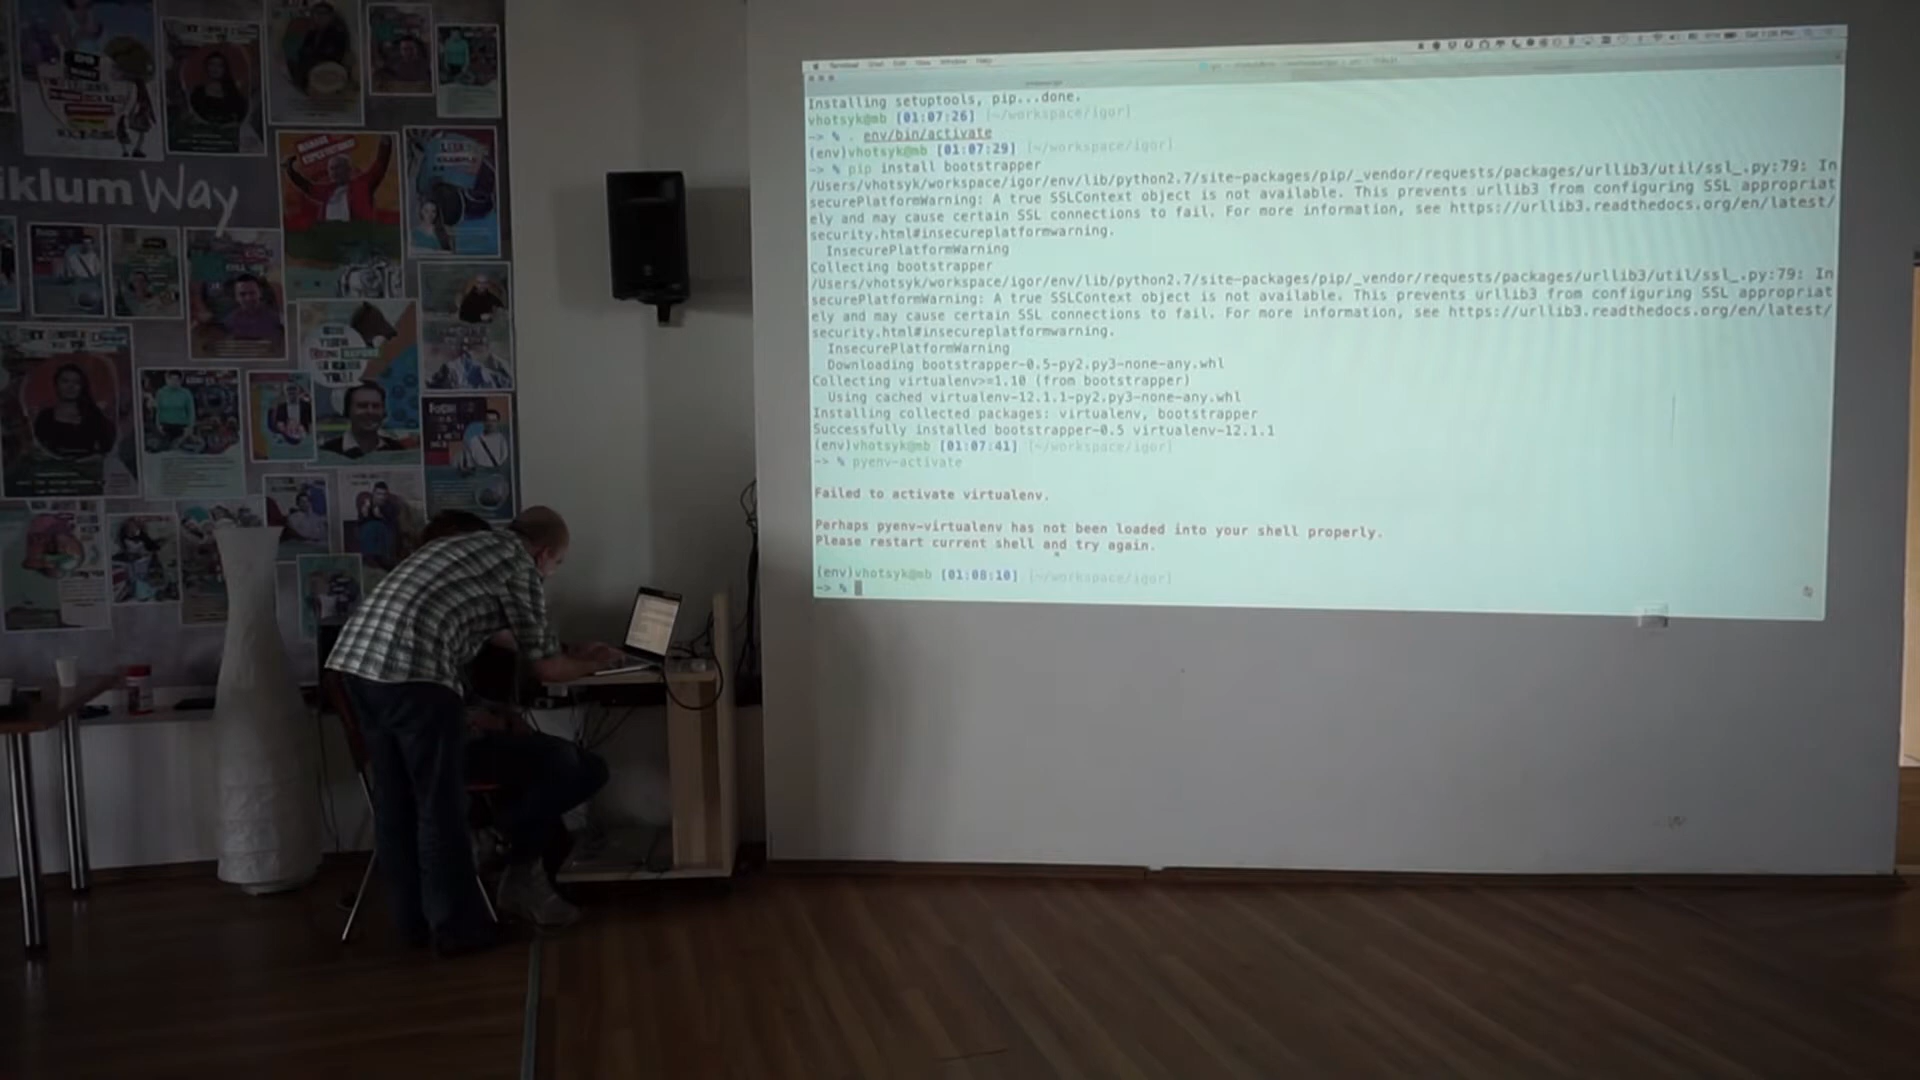 iklum Way
Terminal Shell Edit View Window Help
Installing setuptools, pip...done.
vhotsyk@mb [01:07:26] [~/workspace/igor]
-> % . env/bin/activate
(env)vhotsyk@mb [01:07:29] [~/workspace/igor]
-> % pip install bootstrapper
/Users/vhotsyk/workspace/igor/env/lib/python2.7/site-packages/pip/_vendor/requests/packages/urllib3/util/ssl_.py:79: In
securePlatformWarning: A true SSLContext object is not available. This prevents urllib3 from configuring SSL appropriat
ely and may cause certain SSL connections to fail. For more information, see https://urllib3.readthedocs.org/en/latest/
security.html#insecureplatformwarning.
InsecurePlatformWarning
Collecting bootstrapper
/Users/vhotsyk/workspace/igor/env/lib/python2.7/site-packages/pip/_vendor/requests/packages/urllib3/util/ssl_.py:79: In
securePlatformWarning: A true SSLContext object is not available. This prevents urllib3 from configuring SSL appropriat
ely and may cause certain SSL connections to fail. For more information, see https://urllib3.readthedocs.org/en/latest/
security.html#insecureplatformwarning.
InsecurePlatformWarning
Downloading bootstrapper-0.5-py2.py3-none-any.whl
Collecting virtualenv>=1.10 (from bootstrapper)
Using cached virtualenv-12.1.1-py2.py3-none-any.whl
Installing collected packages: virtualenv, bootstrapper
Successfully installed bootstrapper-0.5 virtualenv-12.1.1
(env)vhotsyk@mb [01:07:41] [~/workspace/igor]
-> % pyenv-activate
Failed to activate virtualenv.
Perhaps pyenv-virtualenv has not been loaded into your shell properly.
Please restart current shell and try again.
(env)vhotsyk@mb [01:08:10] [~/workspace/igor]
-> %